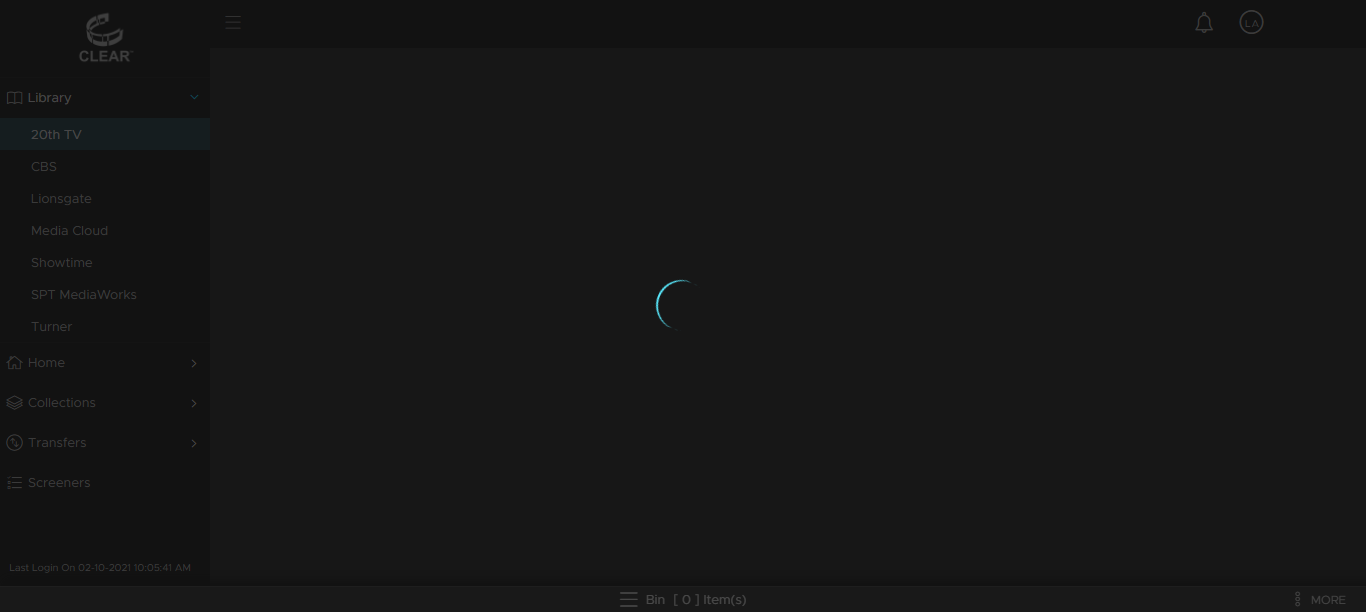 CLEAR™
LA
Library
20th TV
CBS
Lionsgate
Media Cloud
Showtime
SPT MediaWorks
Turner
Home
Collections
Transfers
Screeners
Last Login On 02-10-2021 10:05:41 AM
Bin [ 0 ] Item(s)
MORE